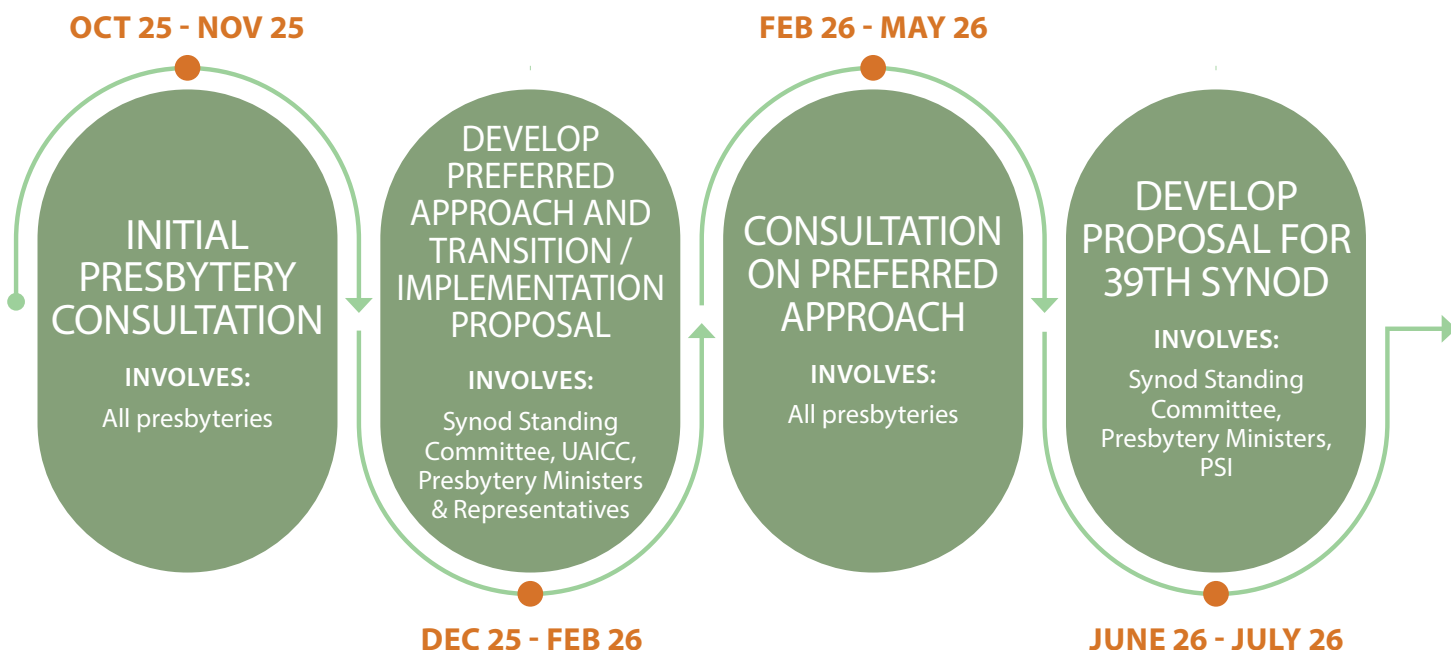 OCT 25 - NOV 25
INITIAL
PRESBYTERY
CONSULTATION
INVOLVES:
All presbyteries
DEVELOP
PREFERRED
APPROACH AND
TRANSITION /
IMPLEMENTATION
PROPOSAL
INVOLVES:
Synod Standing
Committee, UAICC,
Presbytery Ministers
& Representatives
DEC 25 - FEB 26
FEB 26 - MAY 26
CONSULTATION
ON PREFERRED
APPROACH
INVOLVES:
All presbyteries
DEVELOP
PROPOSAL FOR
39TH SYNOD
INVOLVES:
Synod Standing
Committee,
Presbytery Ministers,
PSI
JUNE 26 - JULY 26